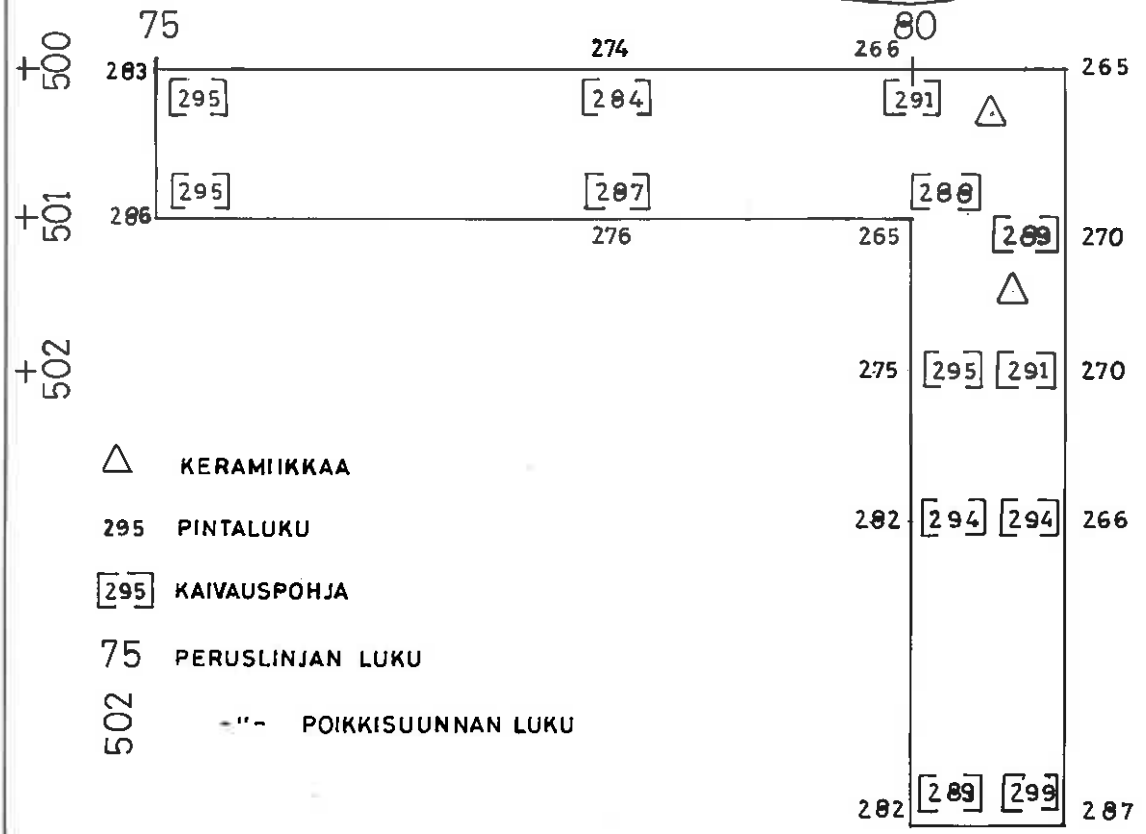 75 80
+500 283 274 266 265
[295] [284] [291]
[295] [287] [288]
+501 286 276 265 [289] 270
+502 275 [295] [291] 270
△ KERAMIIKKAA
295 PINTALUKU 282 [294] [294] 266
[295] KAIVAUSPOHJA
75 PERUSLINJAN LUKU
502 -"- POIKKISUUNNAN LUKU
282 [289] [299] 287